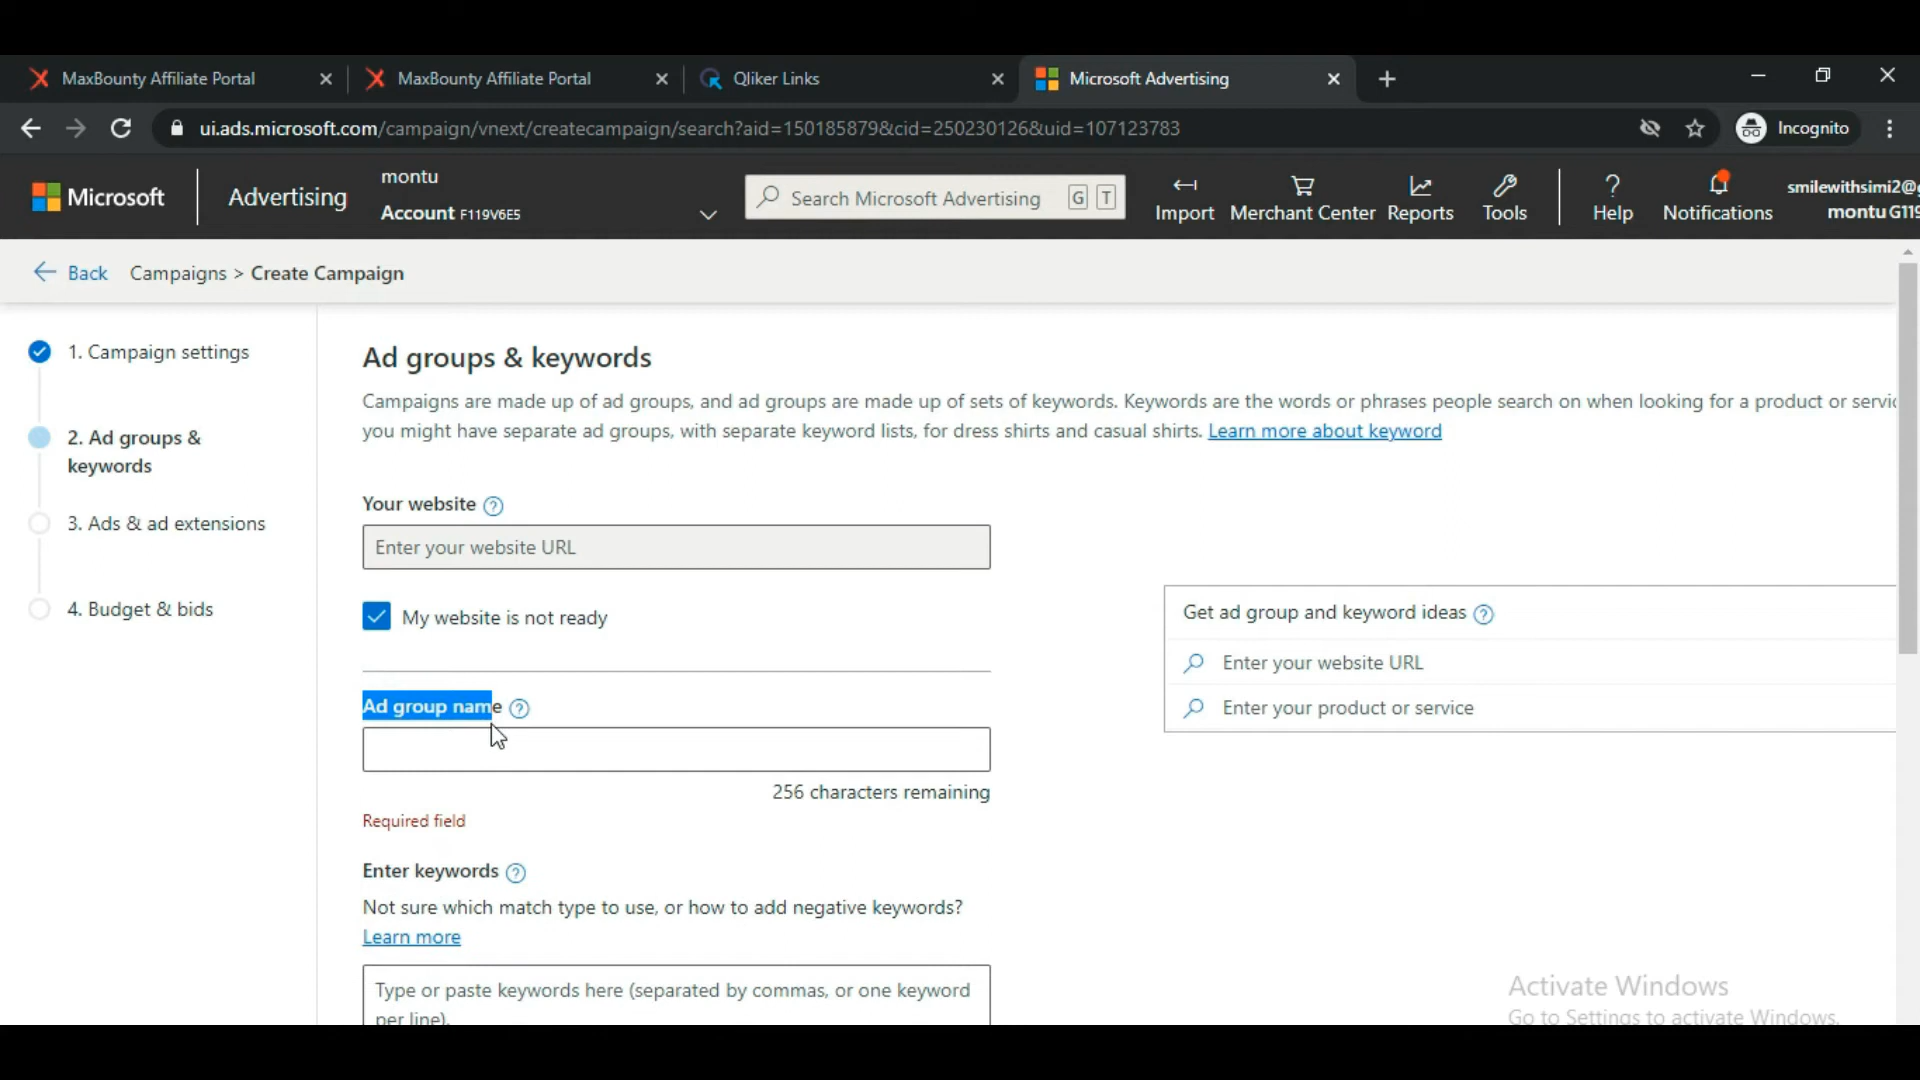 MaxBounty Affiliate Portal
MaxBounty Affiliate Portal
Qliker Links
Microsoft Advertising
ui.ads.microsoft.com/campaign/vnext/createcampaign/search?aid=150185879&cid=250230126&uid=107123783
Incognito
Microsoft
Advertising
montu
Account F119V6E5
Search Microsoft Advertising
G
T
Import
Merchant Center
Reports
Tools
Help
Notifications
smilewithsimi2@
montu G119
Back
Campaigns > Create Campaign
1. Campaign settings
2. Ad groups &
keywords
3. Ads & ad extensions
4. Budget & bids
Ad groups & keywords
Campaigns are made up of ad groups, and ad groups are made up of sets of keywords. Keywords are the words or phrases people search on when looking for a product or servic
you might have separate ad groups, with separate keyword lists, for dress shirts and casual shirts. Learn more about keyword
Your website
Enter your website URL
My website is not ready
Ad group name
256 characters remaining
Required field
Enter keywords
Not sure which match type to use, or how to add negative keywords?
Learn more
Type or paste keywords here (separated by commas, or one keyword
per line).
Get ad group and keyword ideas
Enter your website URL
Enter your product or service
Activate Windows
Go to Settings to activate Windows.